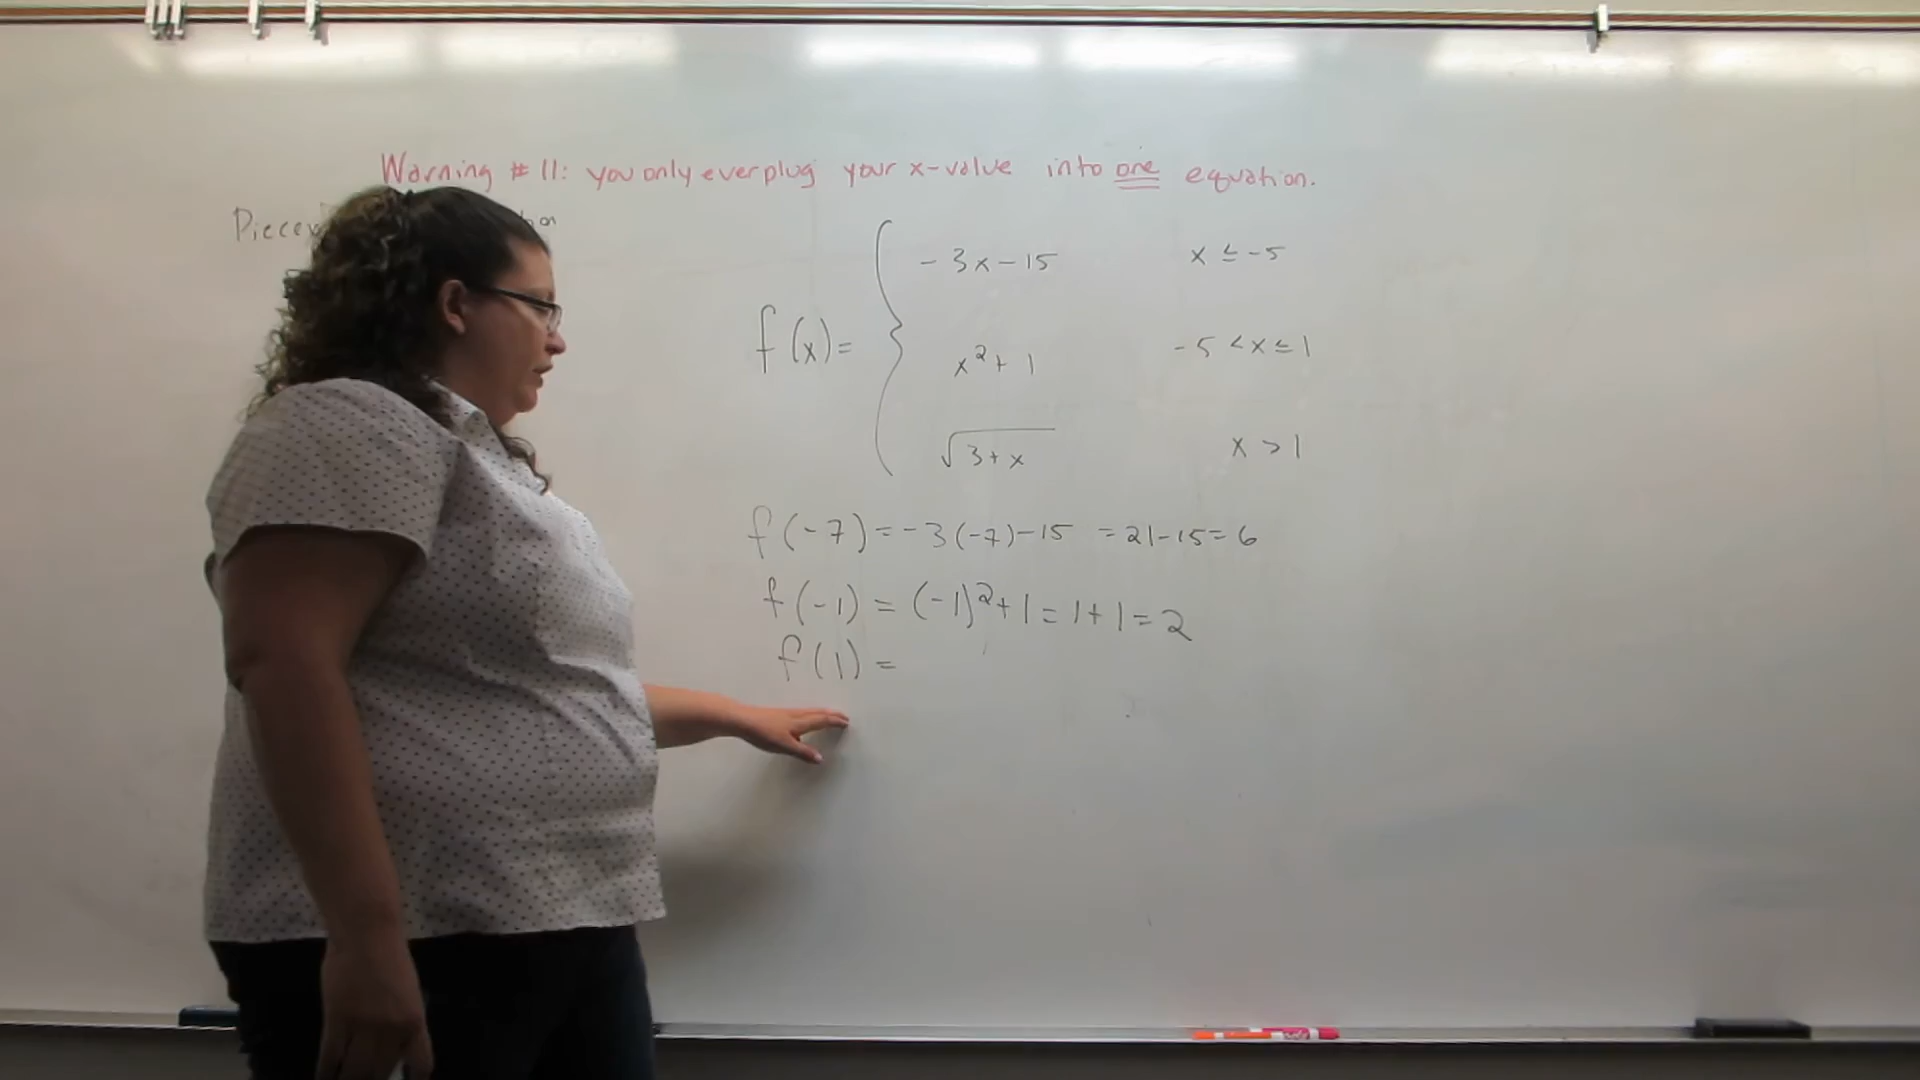 Warning #11: you only ever plug your x-value into one equation.
f(x)= { -3x-15 x ≤ -5
x²+1 -5 < x ≤ 1
√(3+x) x > 1
f(-7) = -3(-7)-15 = 21-15 = 6
f(-1) = (-1)²+1 = 1+1 = 2
f(1) =